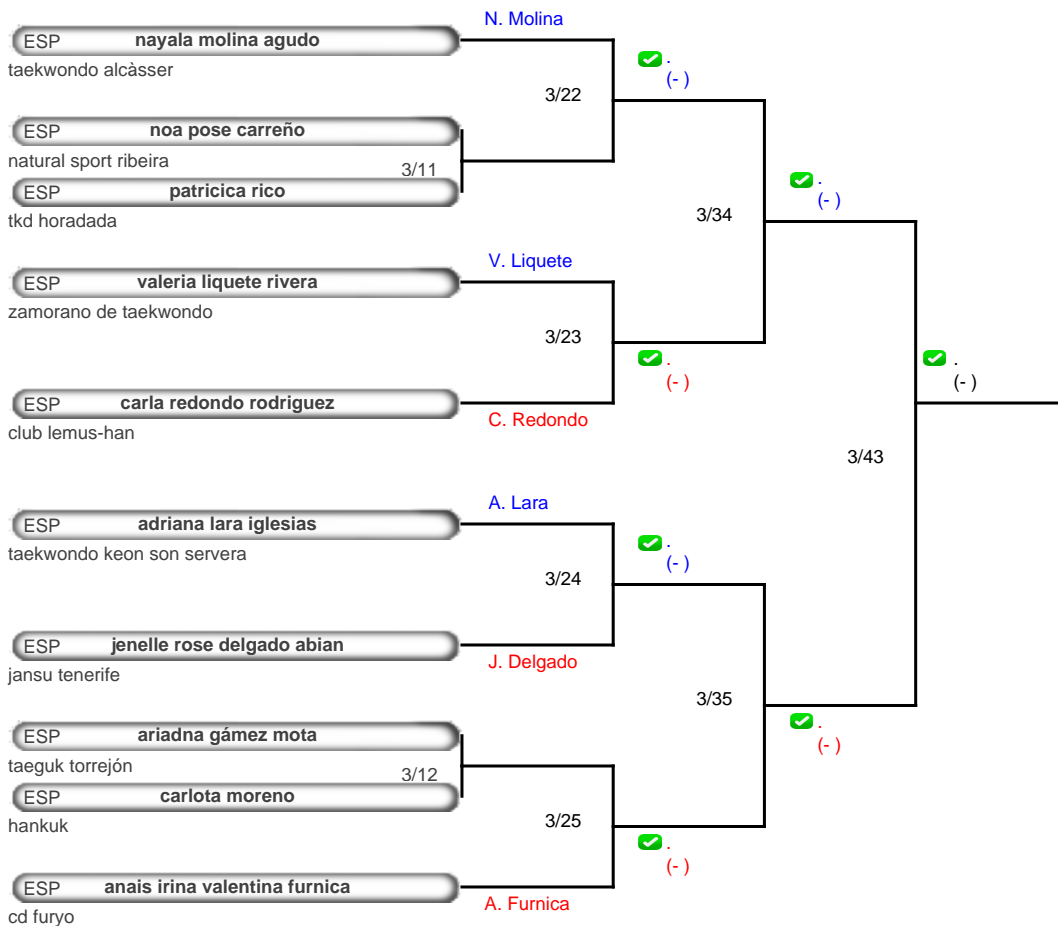 N. Molina
ESP nayala molina agudo
taekwondo alcàsser
.
(- )
3/22
ESP noa pose carreño
natural sport ribeira
3/11
ESP patricica rico
tkd horadada
.
(- )
3/34
V. Liquete
ESP valeria liquete rivera
zamorano de taekwondo
3/23
.
(- )
.
(- )
ESP carla redondo rodriguez
C. Redondo
club lemus-han
3/43
A. Lara
ESP adriana lara iglesias
taekwondo keon son servera
.
(- )
3/24
ESP jenelle rose delgado abian
J. Delgado
jansu tenerife
3/35
ESP ariadna gámez mota
.
(- )
taeguk torrejón
3/12
ESP carlota moreno
hankuk
3/25
.
(- )
ESP anais irina valentina furnica
A. Furnica
cd furyo